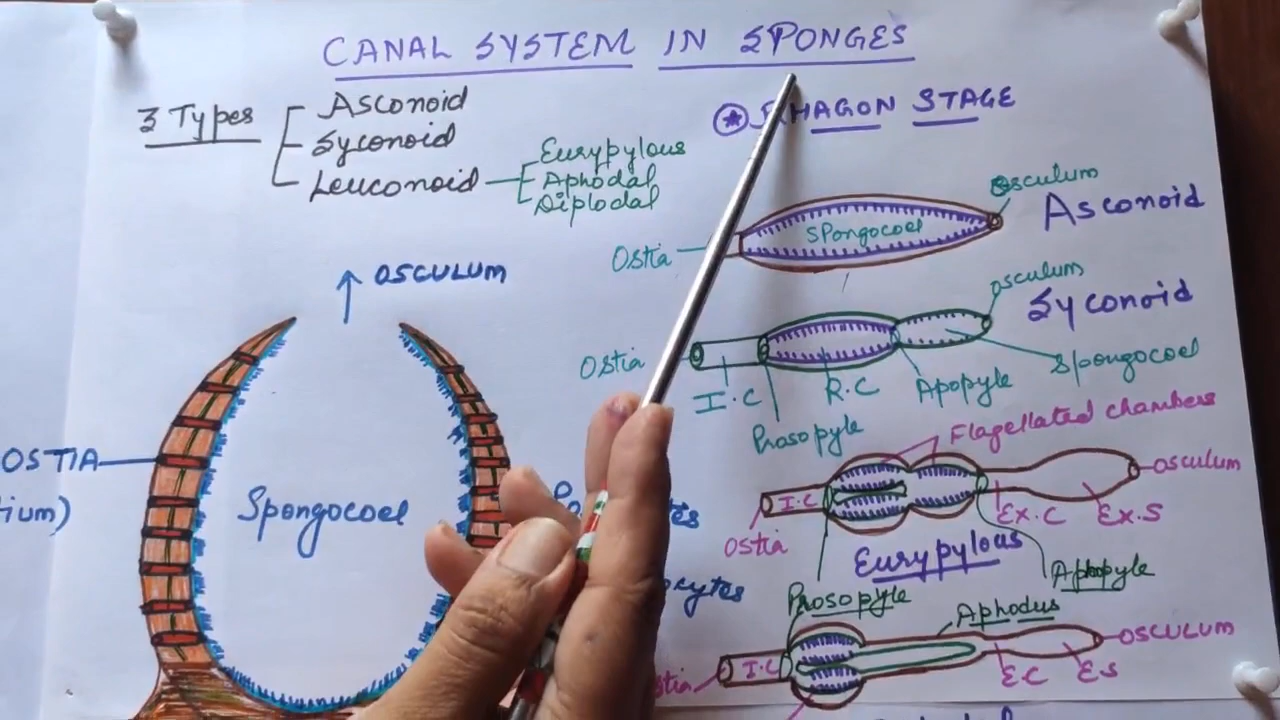 CANAL SYSTEM IN SPONGES
3 Types
Asconoid
Syconoid
Leuconoid
Eurypylous
Aphodal
Diplodal
HAGON STAGE
OSCULUM
OSTIA
Spongocoel
Osculum
Asconoid
Spongocoel
Ostia
Osculum
Syconoid
Ostia
I.C
R.C
Apopyle
Spongocoel
Prosopyle
Flagellated chambers
I.C
Osculum
Ostia
Ex.C
Ex.S
Eurypylous
Apopyle
Prosopyle
Aphodus
I.C
OSCULUM
E.C
E.S